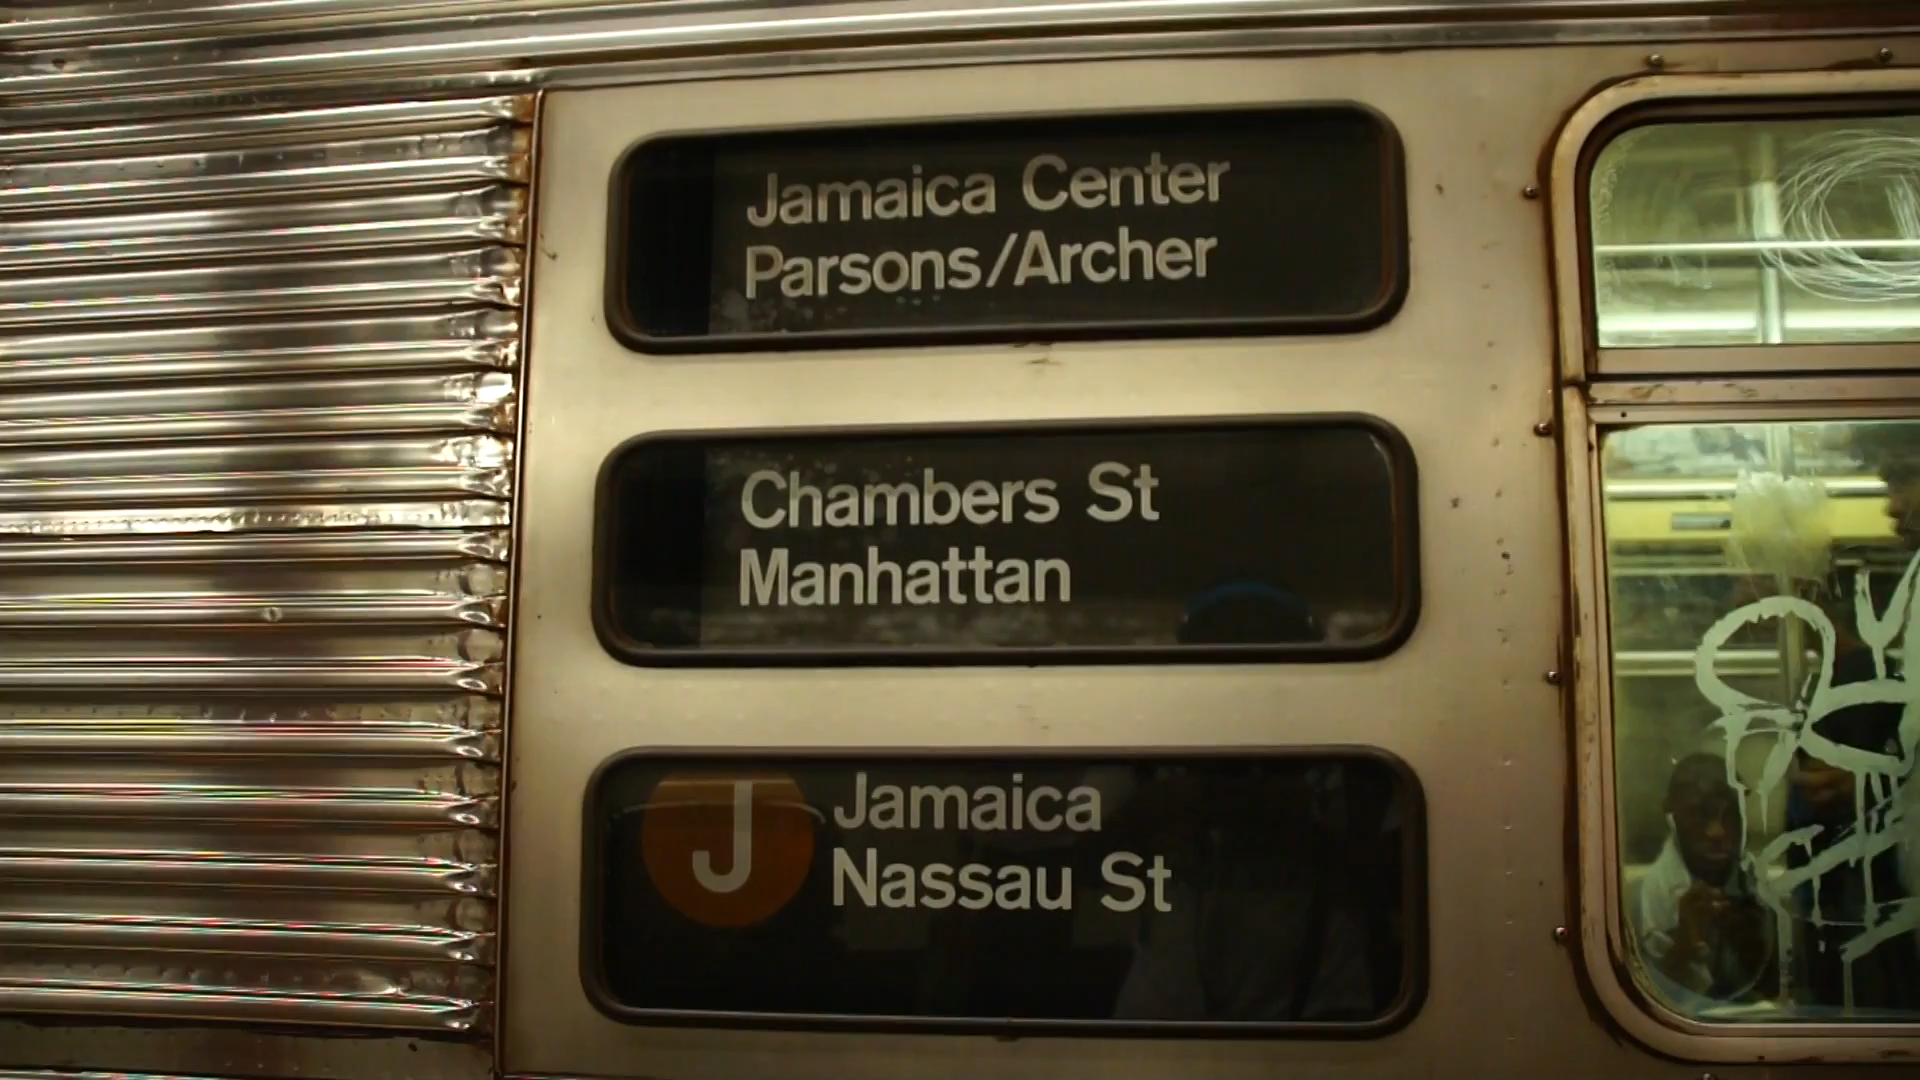 Jamaica Center
Parsons/Archer
Chambers St
Manhattan
J Jamaica
Nassau St